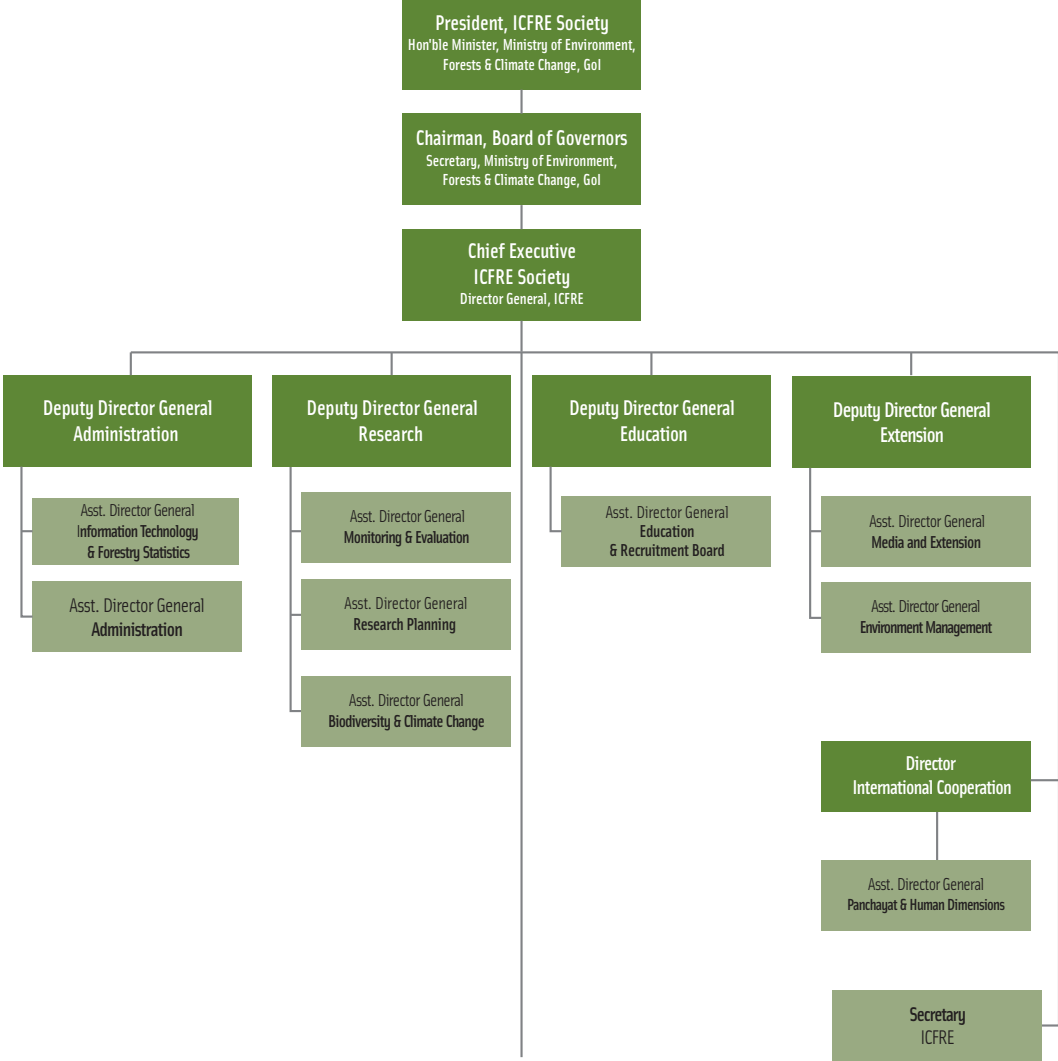 President, ICFRE Society
Hon'ble Minister, Ministry of Environment,
Forests & Climate Change, GoI
Chairman, Board of Governors
Secretary, Ministry of Environment,
Forests & Climate Change, GoI
Chief Executive
ICFRE Society
Director General, ICFRE
Deputy Director General
Administration
Deputy Director General
Research
Deputy Director General
Education
Deputy Director General
Extension
Asst. Director General
Information Technology
& Forestry Statistics
Asst. Director General
Administration
Asst. Director General
Monitoring & Evaluation
Asst. Director General
Research Planning
Asst. Director General
Biodiversity & Climate Change
Asst. Director General
Education
& Recruitment Board
Asst. Director General
Media and Extension
Asst. Director General
Environment Management
Director
International Cooperation
Asst. Director General
Panchayat & Human Dimensions
Secretary
ICFRE